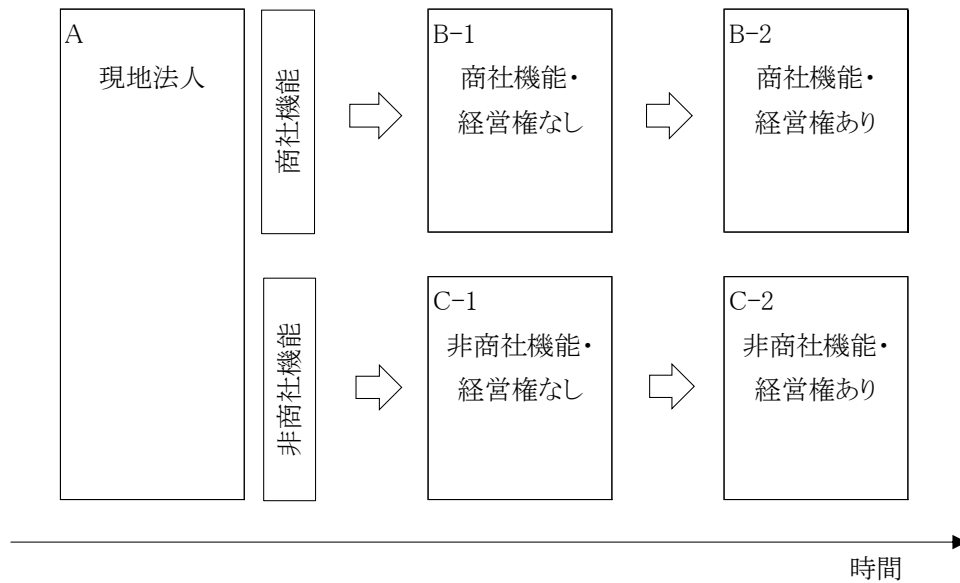 A
現地法人
商社機能
B-1
商社機能・
経営権なし
B-2
商社機能・
経営権あり
非商社機能
C-1
非商社機能・
経営権なし
C-2
非商社機能・
経営権あり
時間